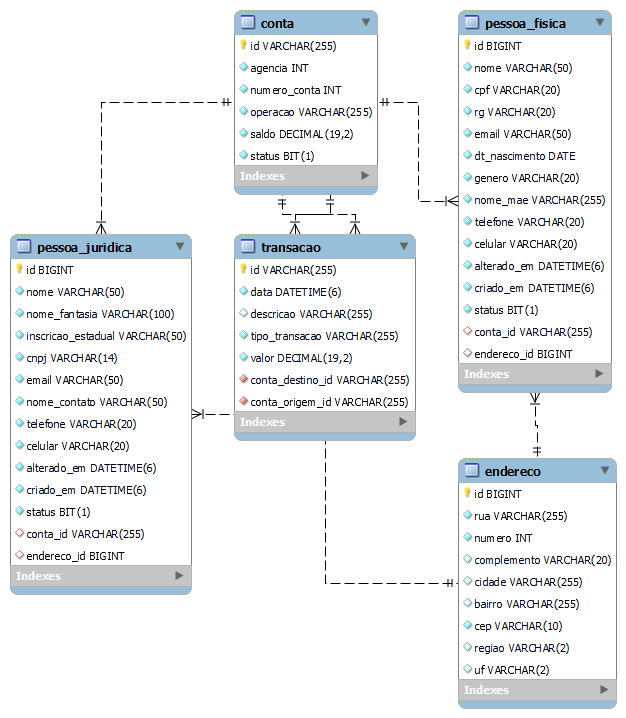 conta
id VARCHAR(255)
agencia INT
numero_conta INT
operacao VARCHAR(255)
saldo DECIMAL(19,2)
status BIT(1)
Indexes
pessoa_fisica
id BIGINT
nome VARCHAR(50)
cpf VARCHAR(20)
rg VARCHAR(20)
email VARCHAR(50)
dt_nascimento DATE
genero VARCHAR(20)
nome_mae VARCHAR(255)
telefone VARCHAR(20)
celular VARCHAR(20)
alterado_em DATETIME(6)
criado_em DATETIME(6)
status BIT(1)
conta_id VARCHAR(255)
endereco_id BIGINT
Indexes
pessoa_juridica
id BIGINT
nome VARCHAR(50)
nome_fantasia VARCHAR(100)
inscricao_estadual VARCHAR(50)
cnpj VARCHAR(14)
email VARCHAR(50)
nome_contato VARCHAR(50)
telefone VARCHAR(20)
celular VARCHAR(20)
alterado_em DATETIME(6)
criado_em DATETIME(6)
status BIT(1)
conta_id VARCHAR(255)
endereco_id BIGINT
Indexes
transacao
id VARCHAR(255)
data DATETIME(6)
descricao VARCHAR(255)
tipo_transacao VARCHAR(255)
valor DECIMAL(19,2)
conta_destino_id VARCHAR(255)
conta_origem_id VARCHAR(255)
Indexes
endereco
id BIGINT
rua VARCHAR(255)
numero INT
complemento VARCHAR(20)
cidade VARCHAR(255)
bairro VARCHAR(255)
cep VARCHAR(10)
regiao VARCHAR(2)
uf VARCHAR(2)
Indexes